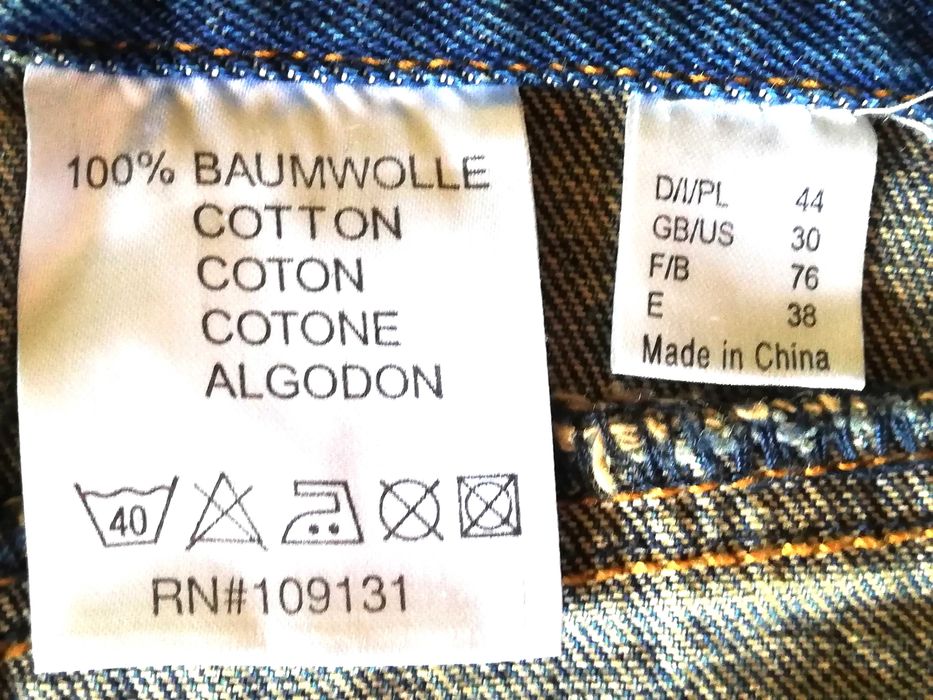 100% BAUMWOLLE
COTTON
COTON
COTONE
ALGODON
40
RN#109131
D/I/PL 44
GB/US 30
F/B 76
E 38
Made in China